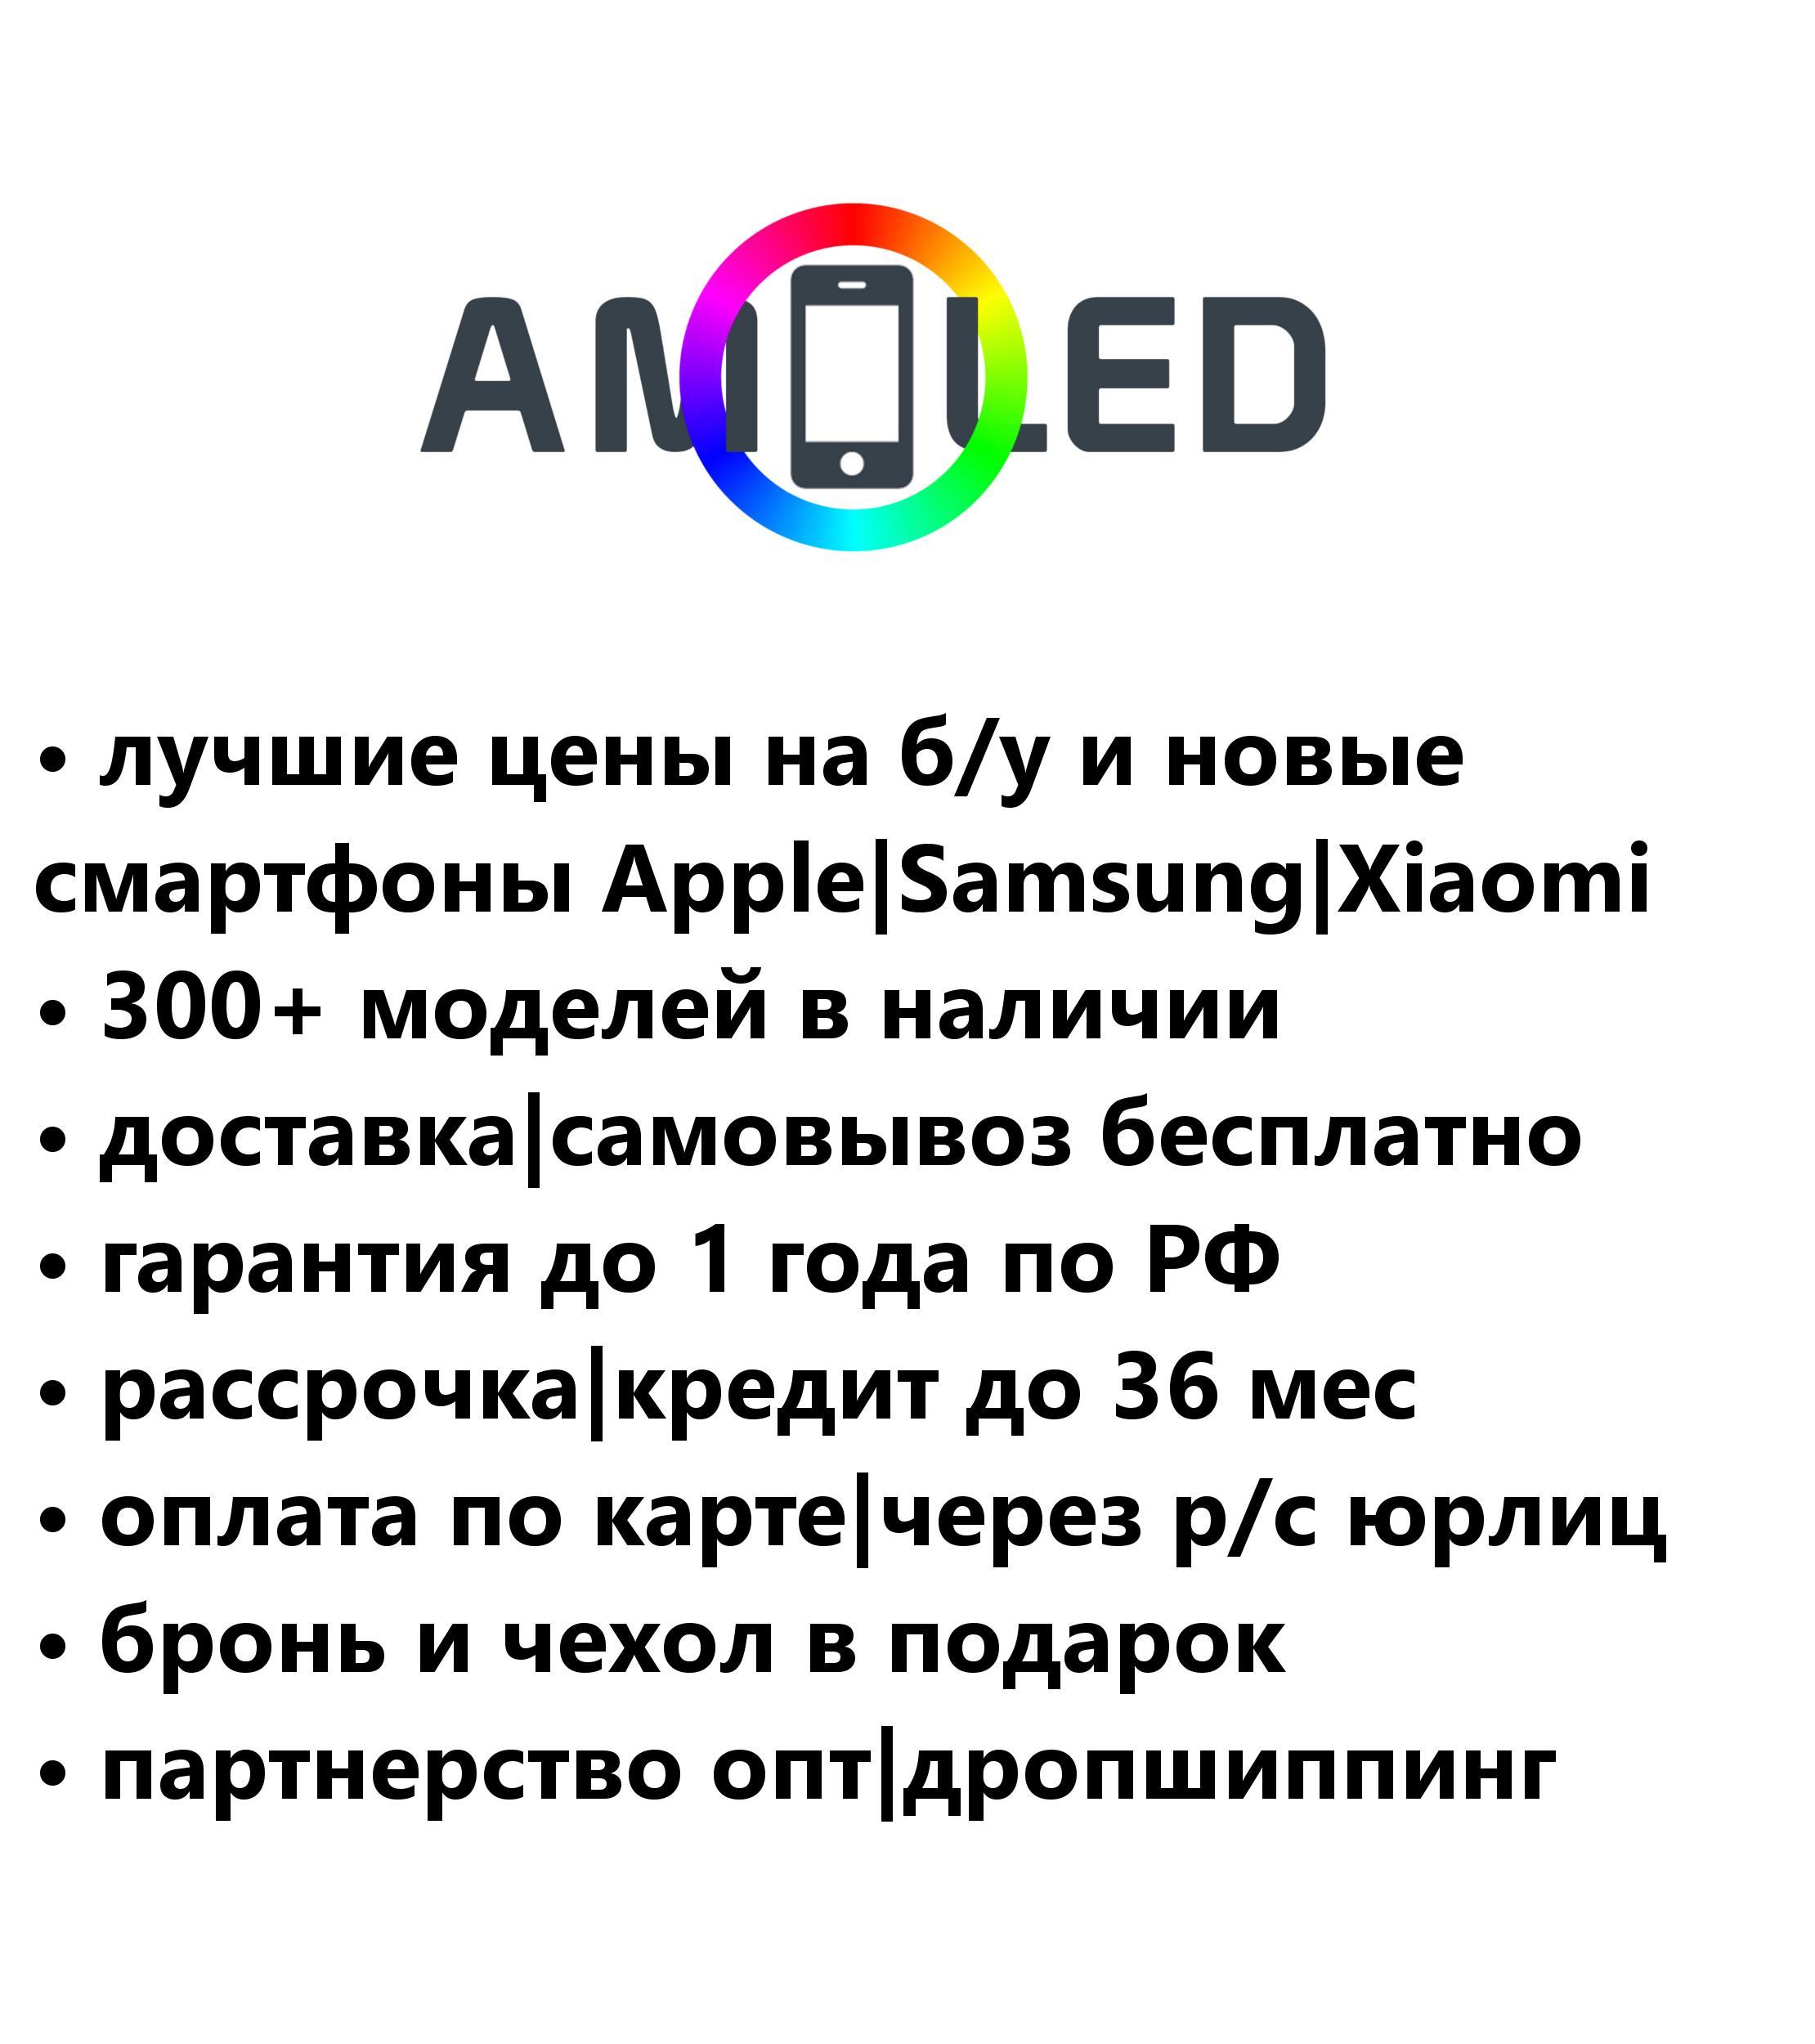 AMOLED
• лучшие цены на б/у и новые
смартфоны Apple|Samsung|Xiaomi
• 300+ моделей в наличии
• доставка|самовывоз бесплатно
• гарантия до 1 года по РФ
• рассрочка|кредит до 36 мес
• оплата по карте|через р/с юрлиц
• бронь и чехол в подарок
• партнерство опт|дропшиппинг